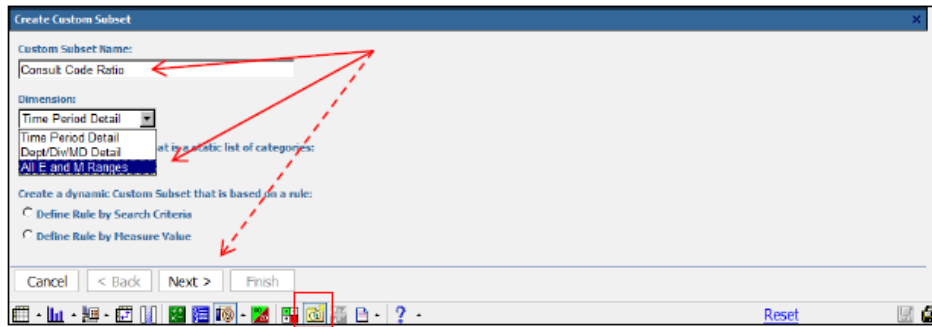 Create Custom Subset
Custom Subset Name:
Consult Code Ratio
Dimension:
Time Period Detail
Time Period Detail
Dept/Div/MD Detail
at is a static list of categories:
All E and M Ranges
Create a dynamic Custom Subset that is based on a rule:
Define Rule by Search Criteria
Define Rule by Measure Value
Cancel < Back Next > Finish
Reset